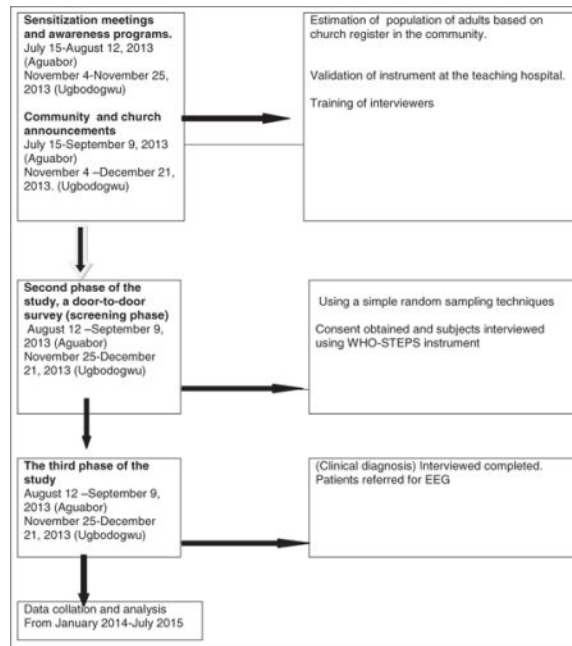 Sensitization meetings
and awareness programs.
July 15-August 12, 2013
(Aguabor)
November 4-November 25,
2013 (Ugbodogwu)
Community and church
announcements
July 15-September 9, 2013
(Aguabor)
November 4 –December 21,
2013. (Ugbodogwu)
Estimation of population of adults based on
church register in the community.
Validation of instrument at the teaching hospital.
Training of interviewers
Second phase of the
study, a door-to-door
survey (screening phase)
August 12 –September 9,
2013 (Aguabor)
November 25-December
21, 2013 (Ugbodogwu)
Using a simple random sampling techniques
Consent obtained and subjects interviewed
using WHO-STEPS instrument
The third phase of the
study
August 12 –September 9,
2013 (Aguabor)
November 25-December
21, 2013 (Ugbodogwu)
(Clinical diagnosis) Interviewed completed.
Patients referred for EEG
Data collation and analysis
From January 2014-July 2015